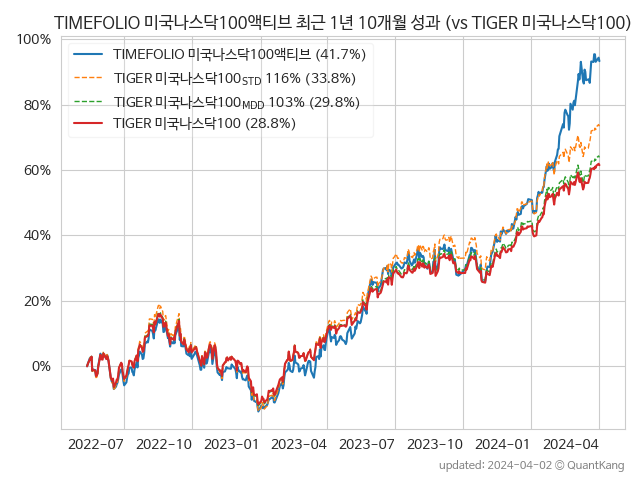 TIMEFOLIO 미국나스닥100액티브 최근 1년 10개월 성과 (vs TIGER 미국나스닥100)
100%
80%
60%
40%
20%
0%
TIMEFOLIO 미국나스닥100액티브 (41.7%)
TIGER 미국나스닥100STD 116% (33.8%)
TIGER 미국나스닥100MDD 103% (29.8%)
TIGER 미국나스닥100 (28.8%)
2022-07 2022-10 2023-01 2023-04 2023-07 2023-10 2024-01 2024-04
updated: 2024-04-02 © QuantKang